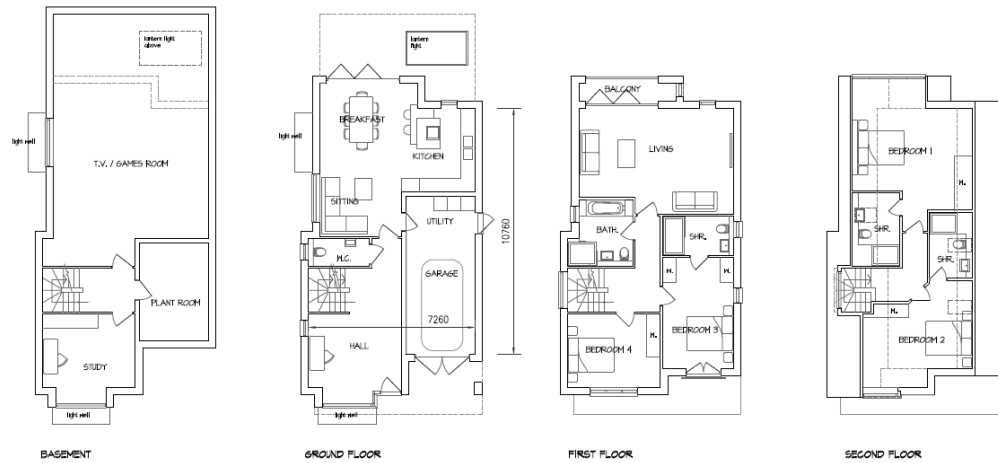 lantern light
above
light well
T.V. / GAMES ROOM
PLANT ROOM
STUDY
light well
BASEMENT
lantern
light
BREAKFAST
light well
KITCHEN
SITTING
UTILITY
W.C.
GARAGE
10760
7260
HALL
light well
GROUND FLOOR
BALCONY
LIVING
BATH.
SHR.
W.
W.
BEDROOM 3
W.
BEDROOM 4
FIRST FLOOR
BEDROOM 1
W.
SHR.
SHR.
W.
BEDROOM 2
SECOND FLOOR